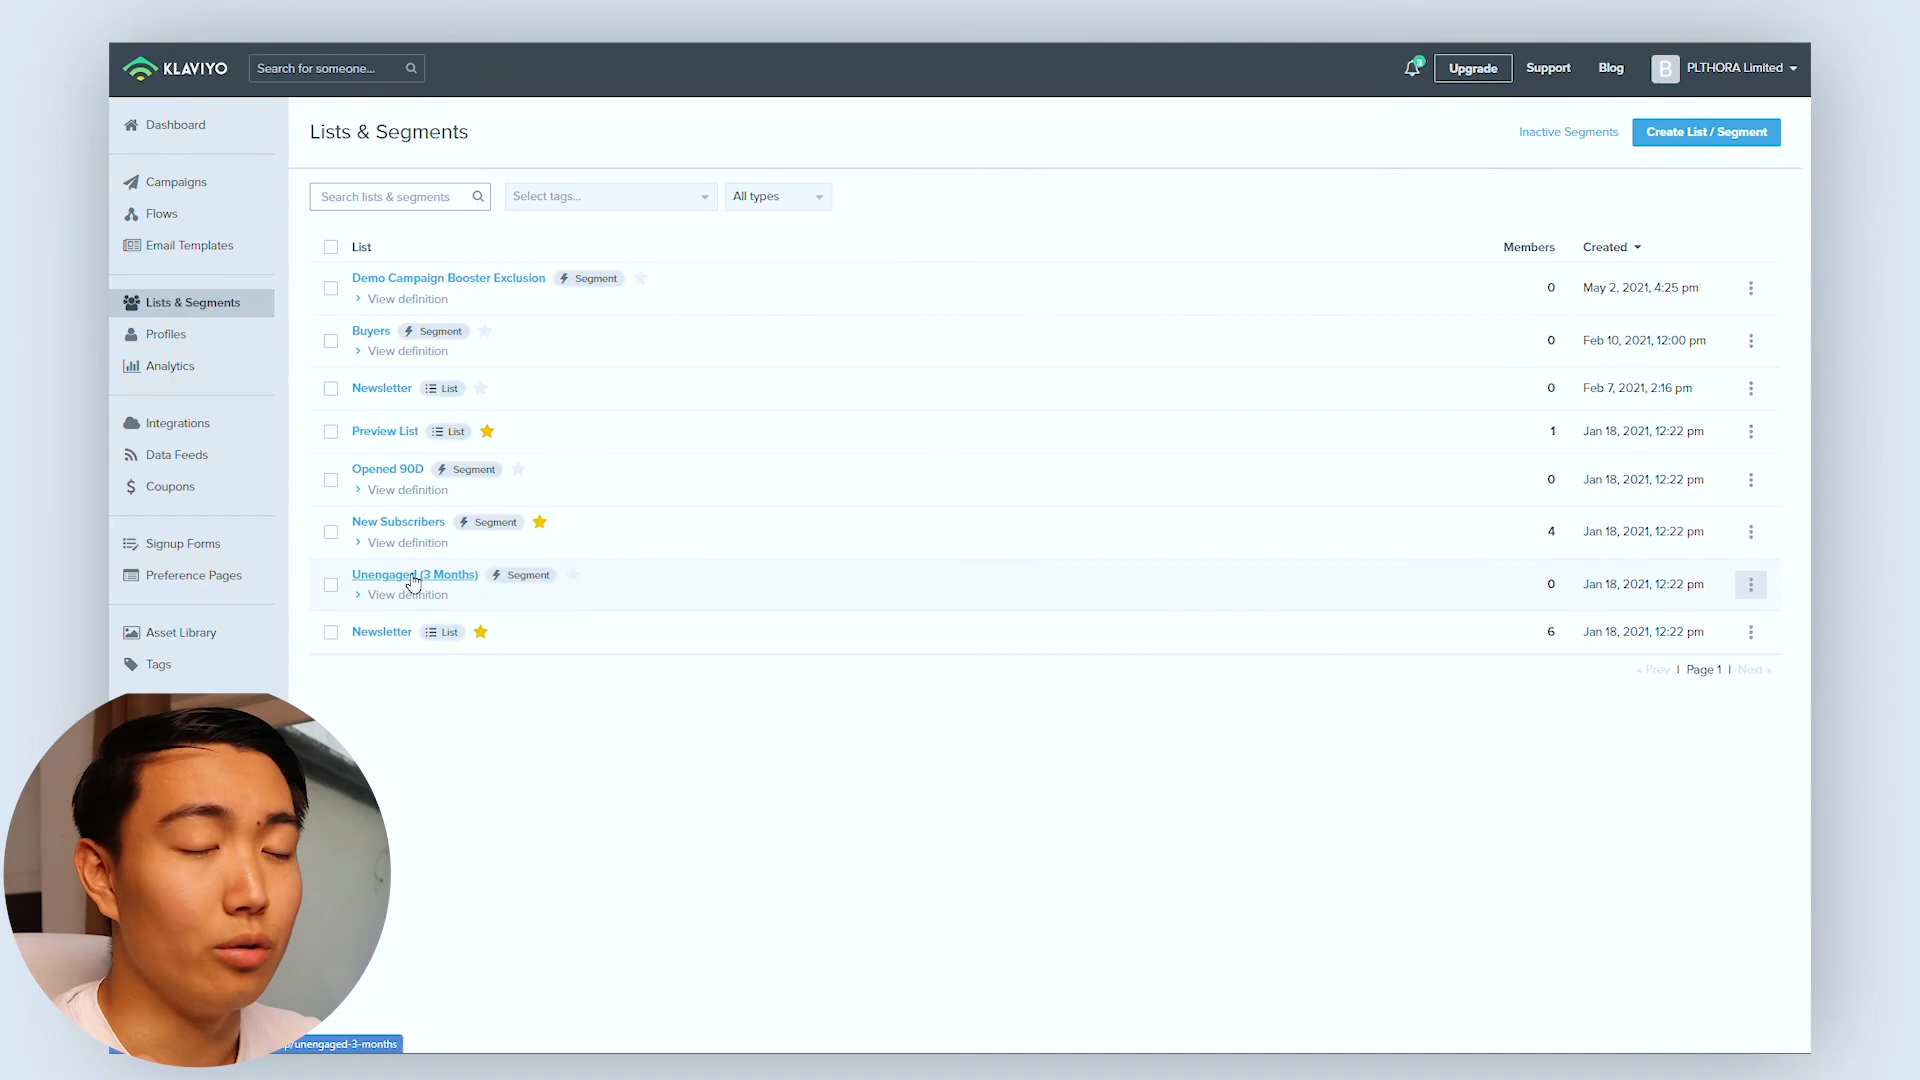 KLAVIYO
Search for someone...
3
Upgrade
Support
Blog
B
PLTHORA Limited
Dashboard
Campaigns
Flows
Email Templates
Lists & Segments
Profiles
Analytics
Integrations
Data Feeds
Coupons
Signup Forms
Preference Pages
Asset Library
Tags
Lists & Segments
Inactive Segments
Create List / Segment
Search lists & segments
Select tags...
All types
List Members Created
Demo Campaign Booster Exclusion Segment 0 May 2, 2021, 4:25 pm
View definition
Buyers Segment 0 Feb 10, 2021, 12:00 pm
View definition
Newsletter List 0 Feb 7, 2021, 2:16 pm
Preview List List 1 Jan 18, 2021, 12:22 pm
Opened 90D Segment 0 Jan 18, 2021, 12:22 pm
View definition
New Subscribers Segment 4 Jan 18, 2021, 12:22 pm
View definition
Unengaged (3 Months) Segment 0 Jan 18, 2021, 12:22 pm
View definition
Newsletter List 6 Jan 18, 2021, 12:22 pm
« Prev | Page 1 | Next »
/unengaged-3-months